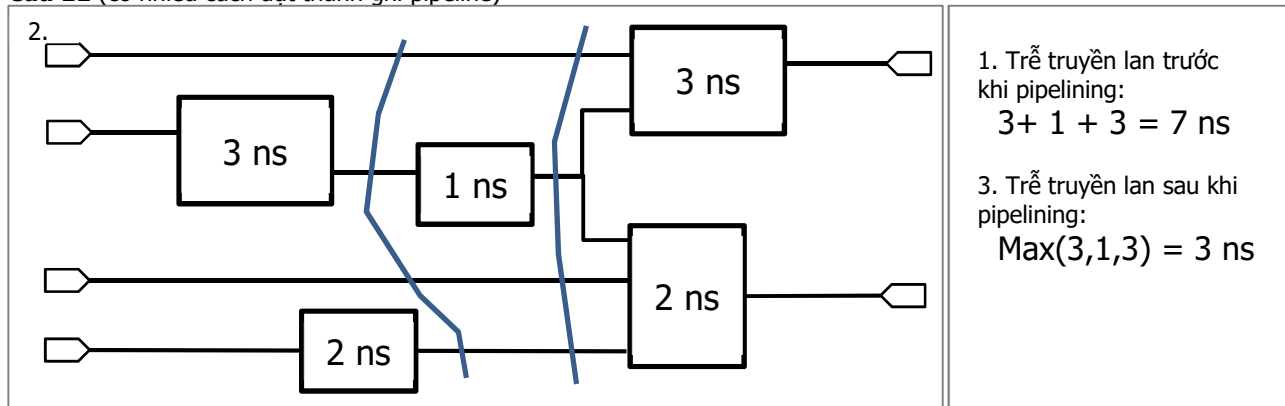 2.
3 ns
3 ns
1 ns
2 ns
2 ns
1. Trễ truyền lan trước
khi pipelining:
3+ 1 + 3 = 7 ns
3. Trễ truyền lan sau khi
pipelining:
Max(3,1,3) = 3 ns